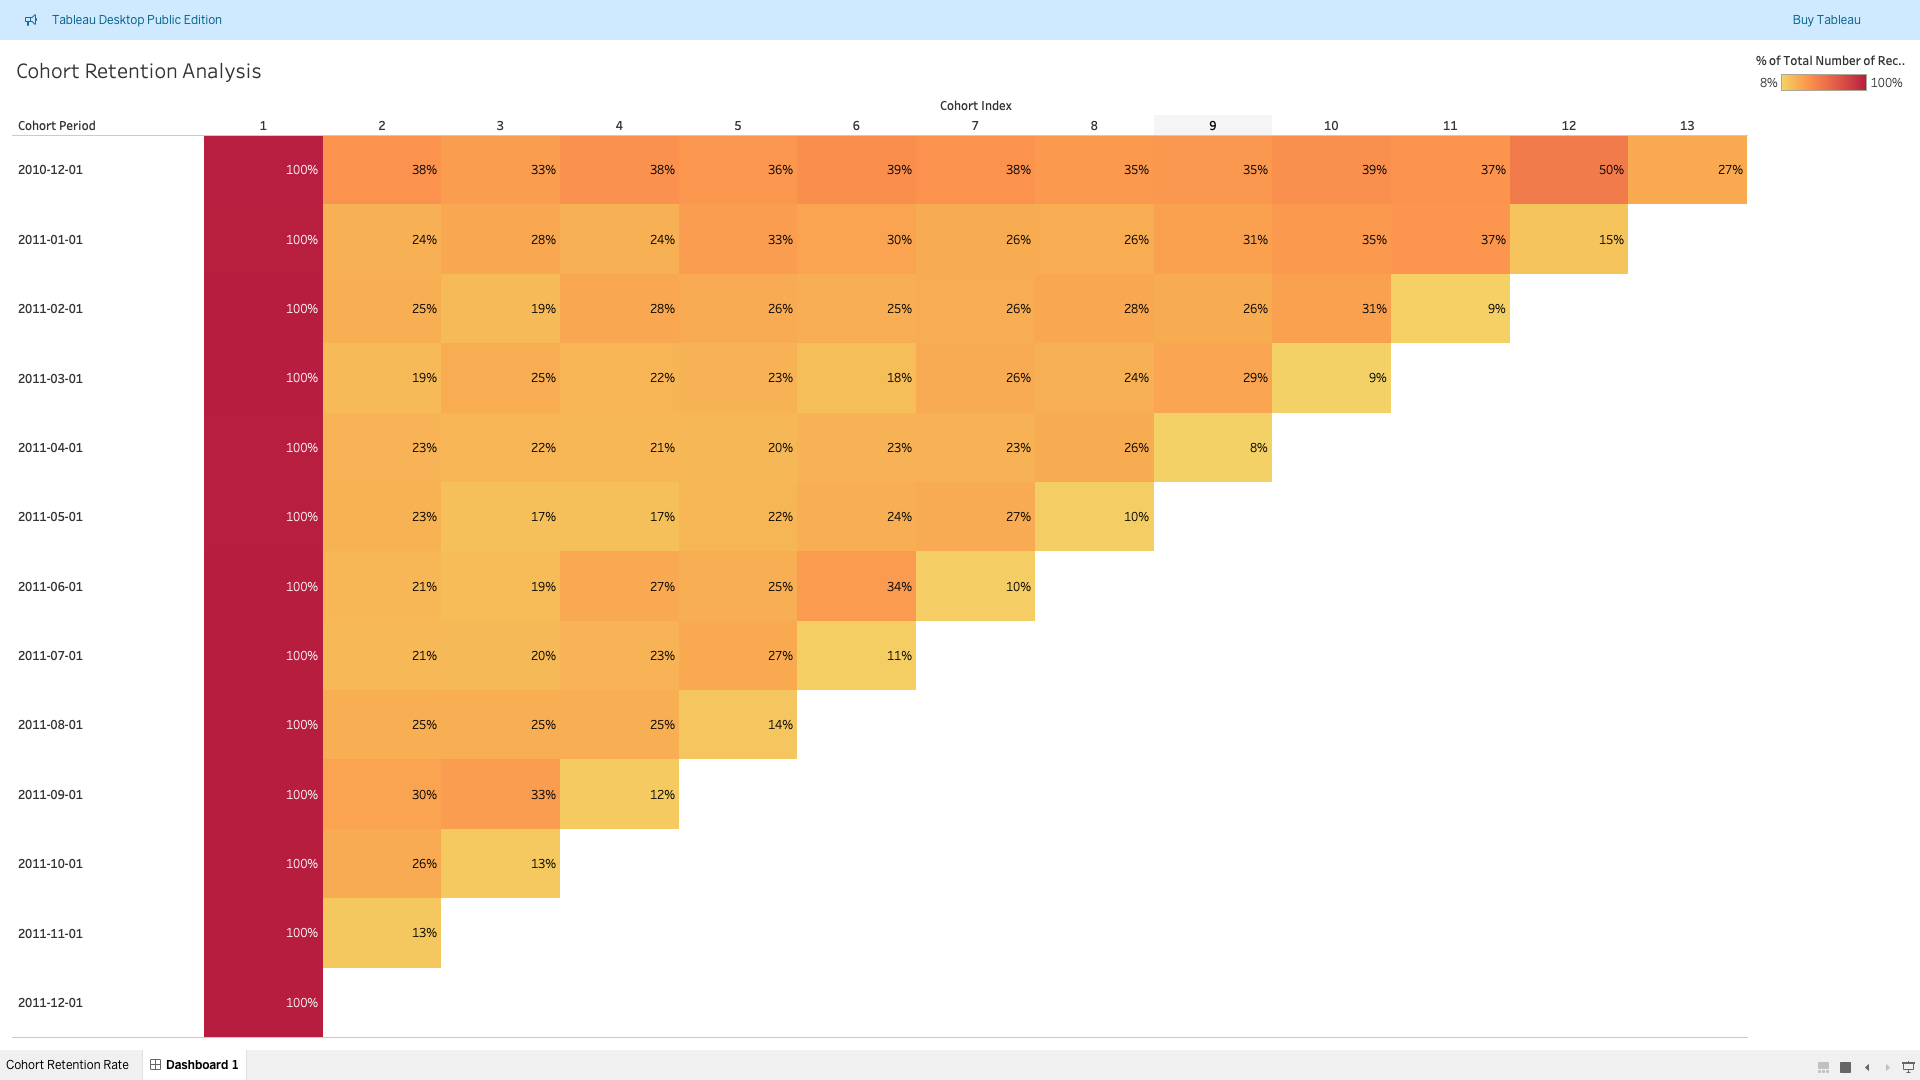 Tableau Desktop Public Edition Buy Tableau
Cohort Retention Analysis
% of Total Number of Rec..
8% 100%
Cohort Index
Cohort Period 1 2 3 4 5 6 7 8 9 10 11 12 13
2010-12-01 100% 38% 33% 38% 36% 39% 38% 35% 35% 39% 37% 50% 27%
2011-01-01 100% 24% 28% 24% 33% 30% 26% 26% 31% 35% 37% 15%
2011-02-01 100% 25% 19% 28% 26% 25% 26% 28% 26% 31% 9%
2011-03-01 100% 19% 25% 22% 23% 18% 26% 24% 29% 9%
2011-04-01 100% 23% 22% 21% 20% 23% 23% 26% 8%
2011-05-01 100% 23% 17% 17% 22% 24% 27% 10%
2011-06-01 100% 21% 19% 27% 25% 34% 10%
2011-07-01 100% 21% 20% 23% 27% 11%
2011-08-01 100% 25% 25% 25% 14%
2011-09-01 100% 30% 33% 12%
2011-10-01 100% 26% 13%
2011-11-01 100% 13%
2011-12-01 100%
Cohort Retention Rate Dashboard 1